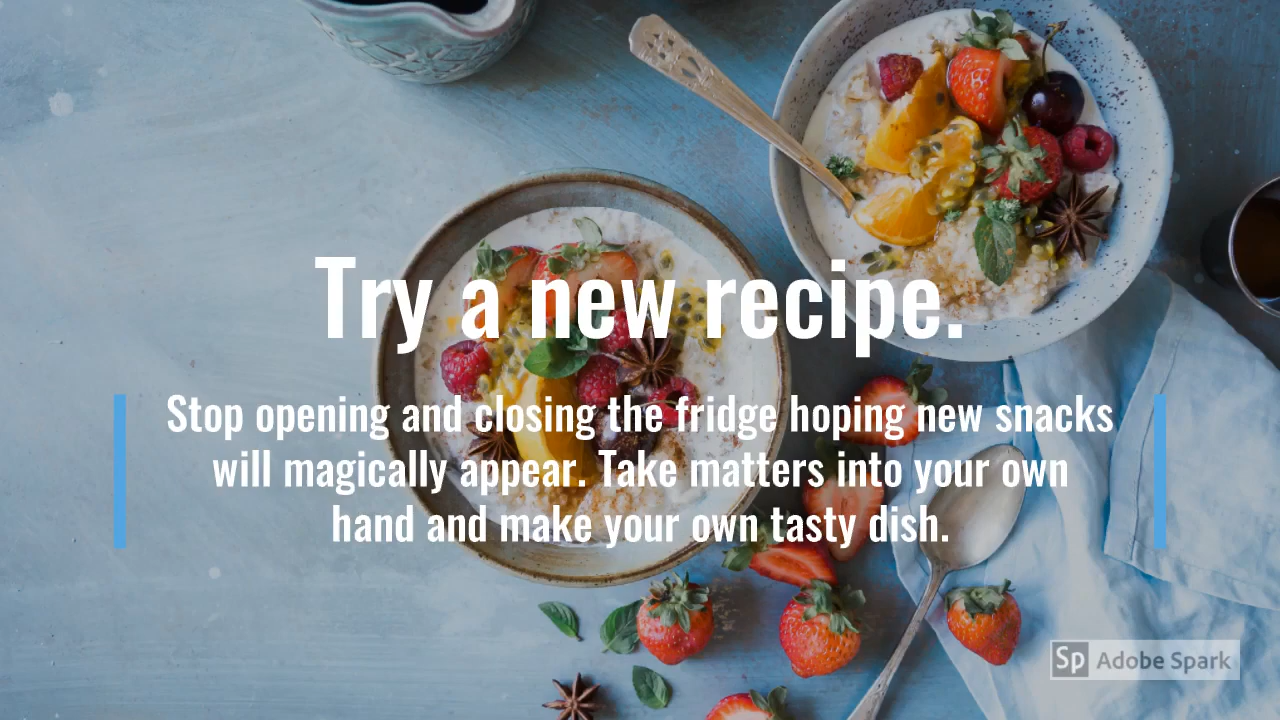 Try a new recipe.
Stop opening and closing the fridge hoping new snacks
will magically appear. Take matters into your own
hand and make your own tasty dish.
Sp Adobe Spark